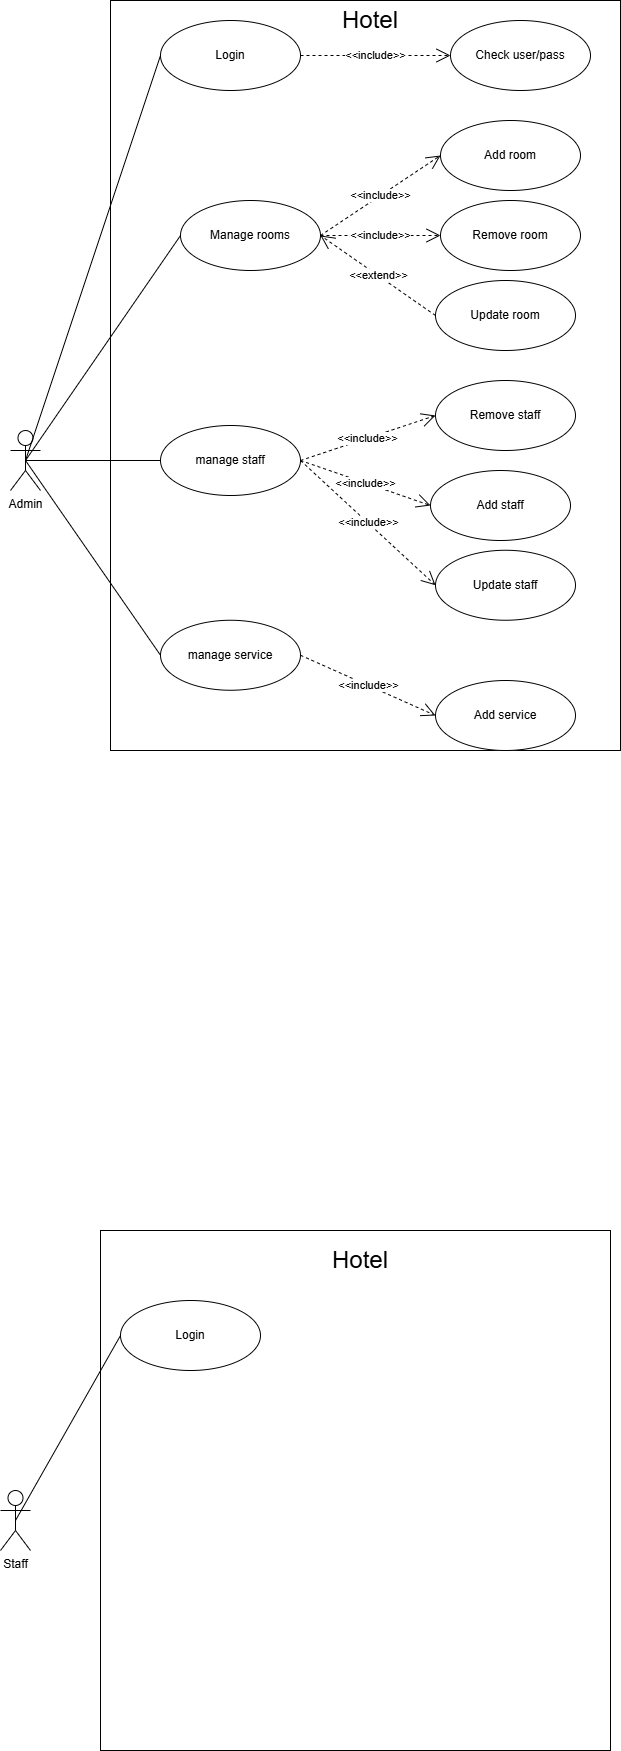 Hotel
Login
<<include>>
Check user/pass
Add room
<<include>>
Manage rooms
<<include>>
Remove room
<<extend>>
Update room
Remove staff
<<include>>
manage staff
<<include>>
Add staff
Admin
<<include>>
Update staff
manage service
<<include>>
Add service
Hotel
Login
Staff